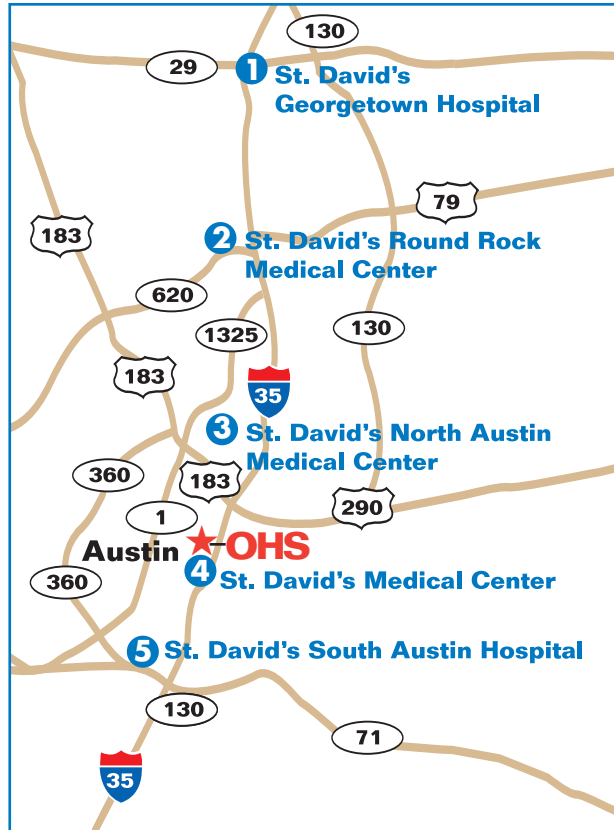 130
29
1 St. David's
Georgetown Hospital
79
183
2 St. David's Round Rock
Medical Center
620
1325
130
183
35
3 St. David's North Austin
Medical Center
360
183
290
1
Austin OHS
4 St. David's Medical Center
360
5 St. David's South Austin Hospital
130
71
35